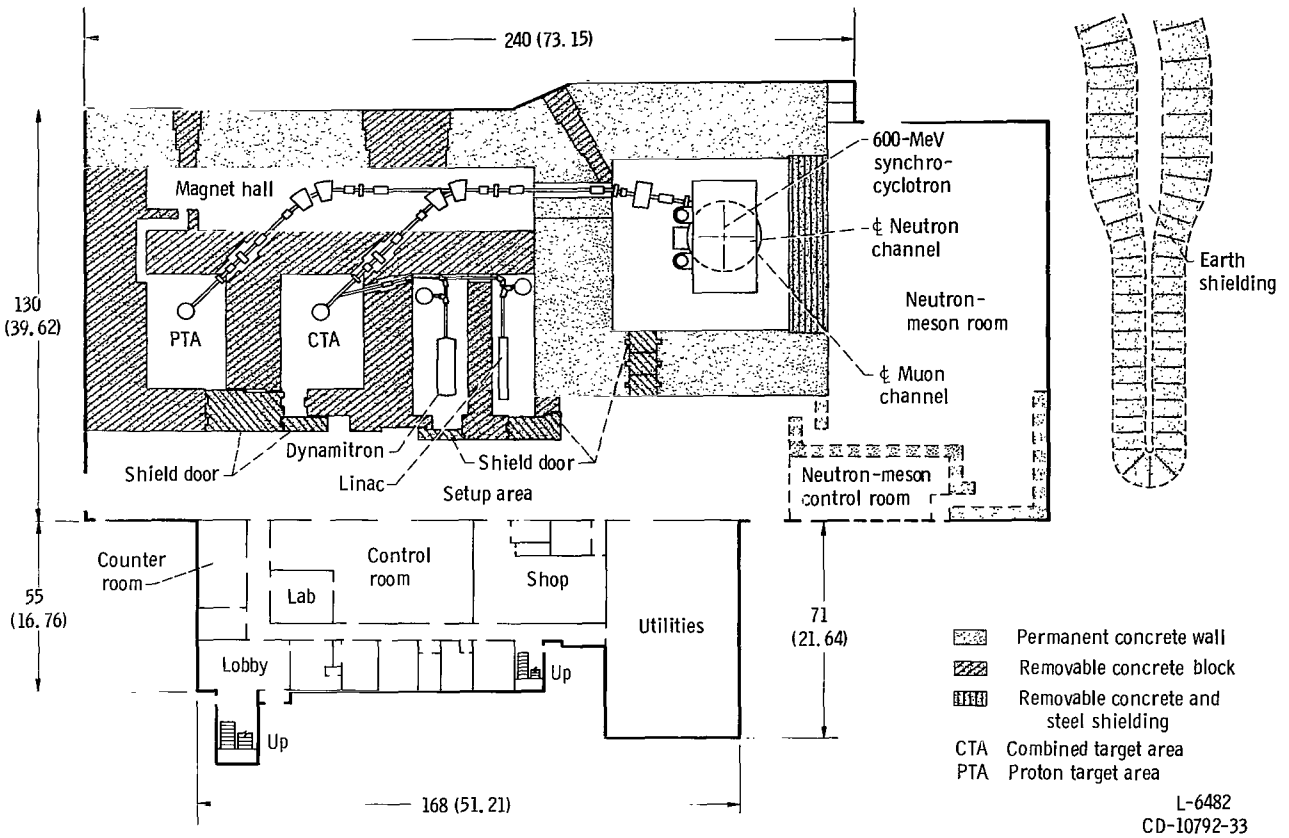 240 (73.15)
600-MeV
synchro-
cyclotron
Magnet hall
℄ Neutron
channel
Earth
shielding
Neutron-
meson room
130
(39.62)
PTA
CTA
℄ Muon
channel
Dynamitron
Shield door
Shield door
Linac
Neutron-meson
control room
Setup area
Counter
room
Control
room
Shop
Lab
55
(16.76)
71
(21.64)
Utilities
Permanent concrete wall
Lobby
Up
Removable concrete block
Removable concrete and
steel shielding
Up
CTA Combined target area
PTA Proton target area
168 (51.21)
L-6482
CD-10792-33